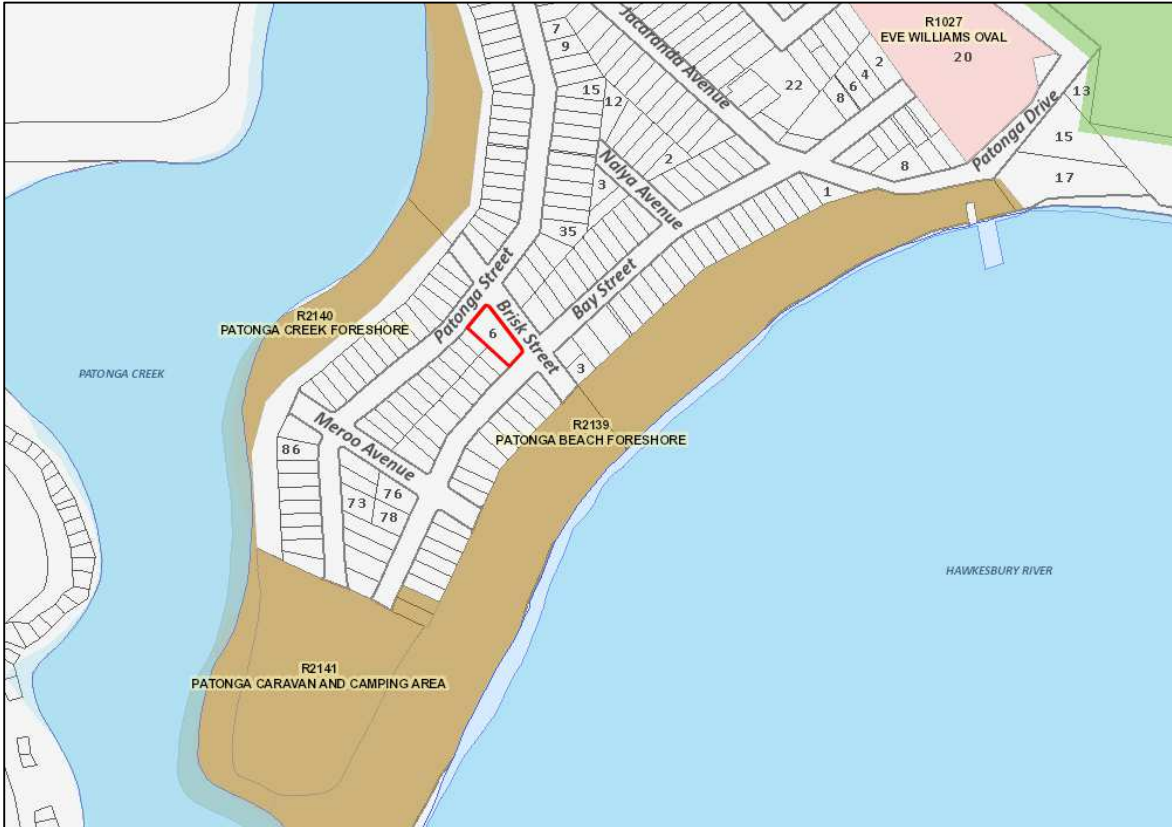 R1027
EVE WILLIAMS OVAL
20
7
9
Jacaranda Avenue
2
4
6
8
22
15
12
13
Patonga Drive
15
Nalya Avenue
2
8
17
3
1
35
Patonga Street
Bay Street
Brisk Street
R2140
PATONGA CREEK FORESHORE
6
PATONGA CREEK
3
Meroo Avenue
R2139
PATONGA BEACH FORESHORE
86
76
73
78
HAWKESBURY RIVER
R2141
PATONGA CARAVAN AND CAMPING AREA